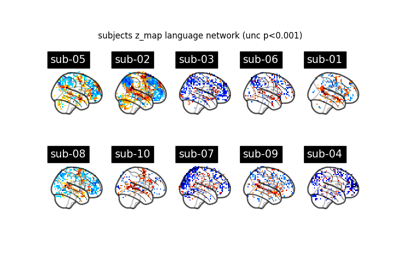 subjects z_map language network (unc p<0.001)
sub-05 sub-02 sub-03 sub-06 sub-01
sub-08 sub-10 sub-07 sub-09 sub-04